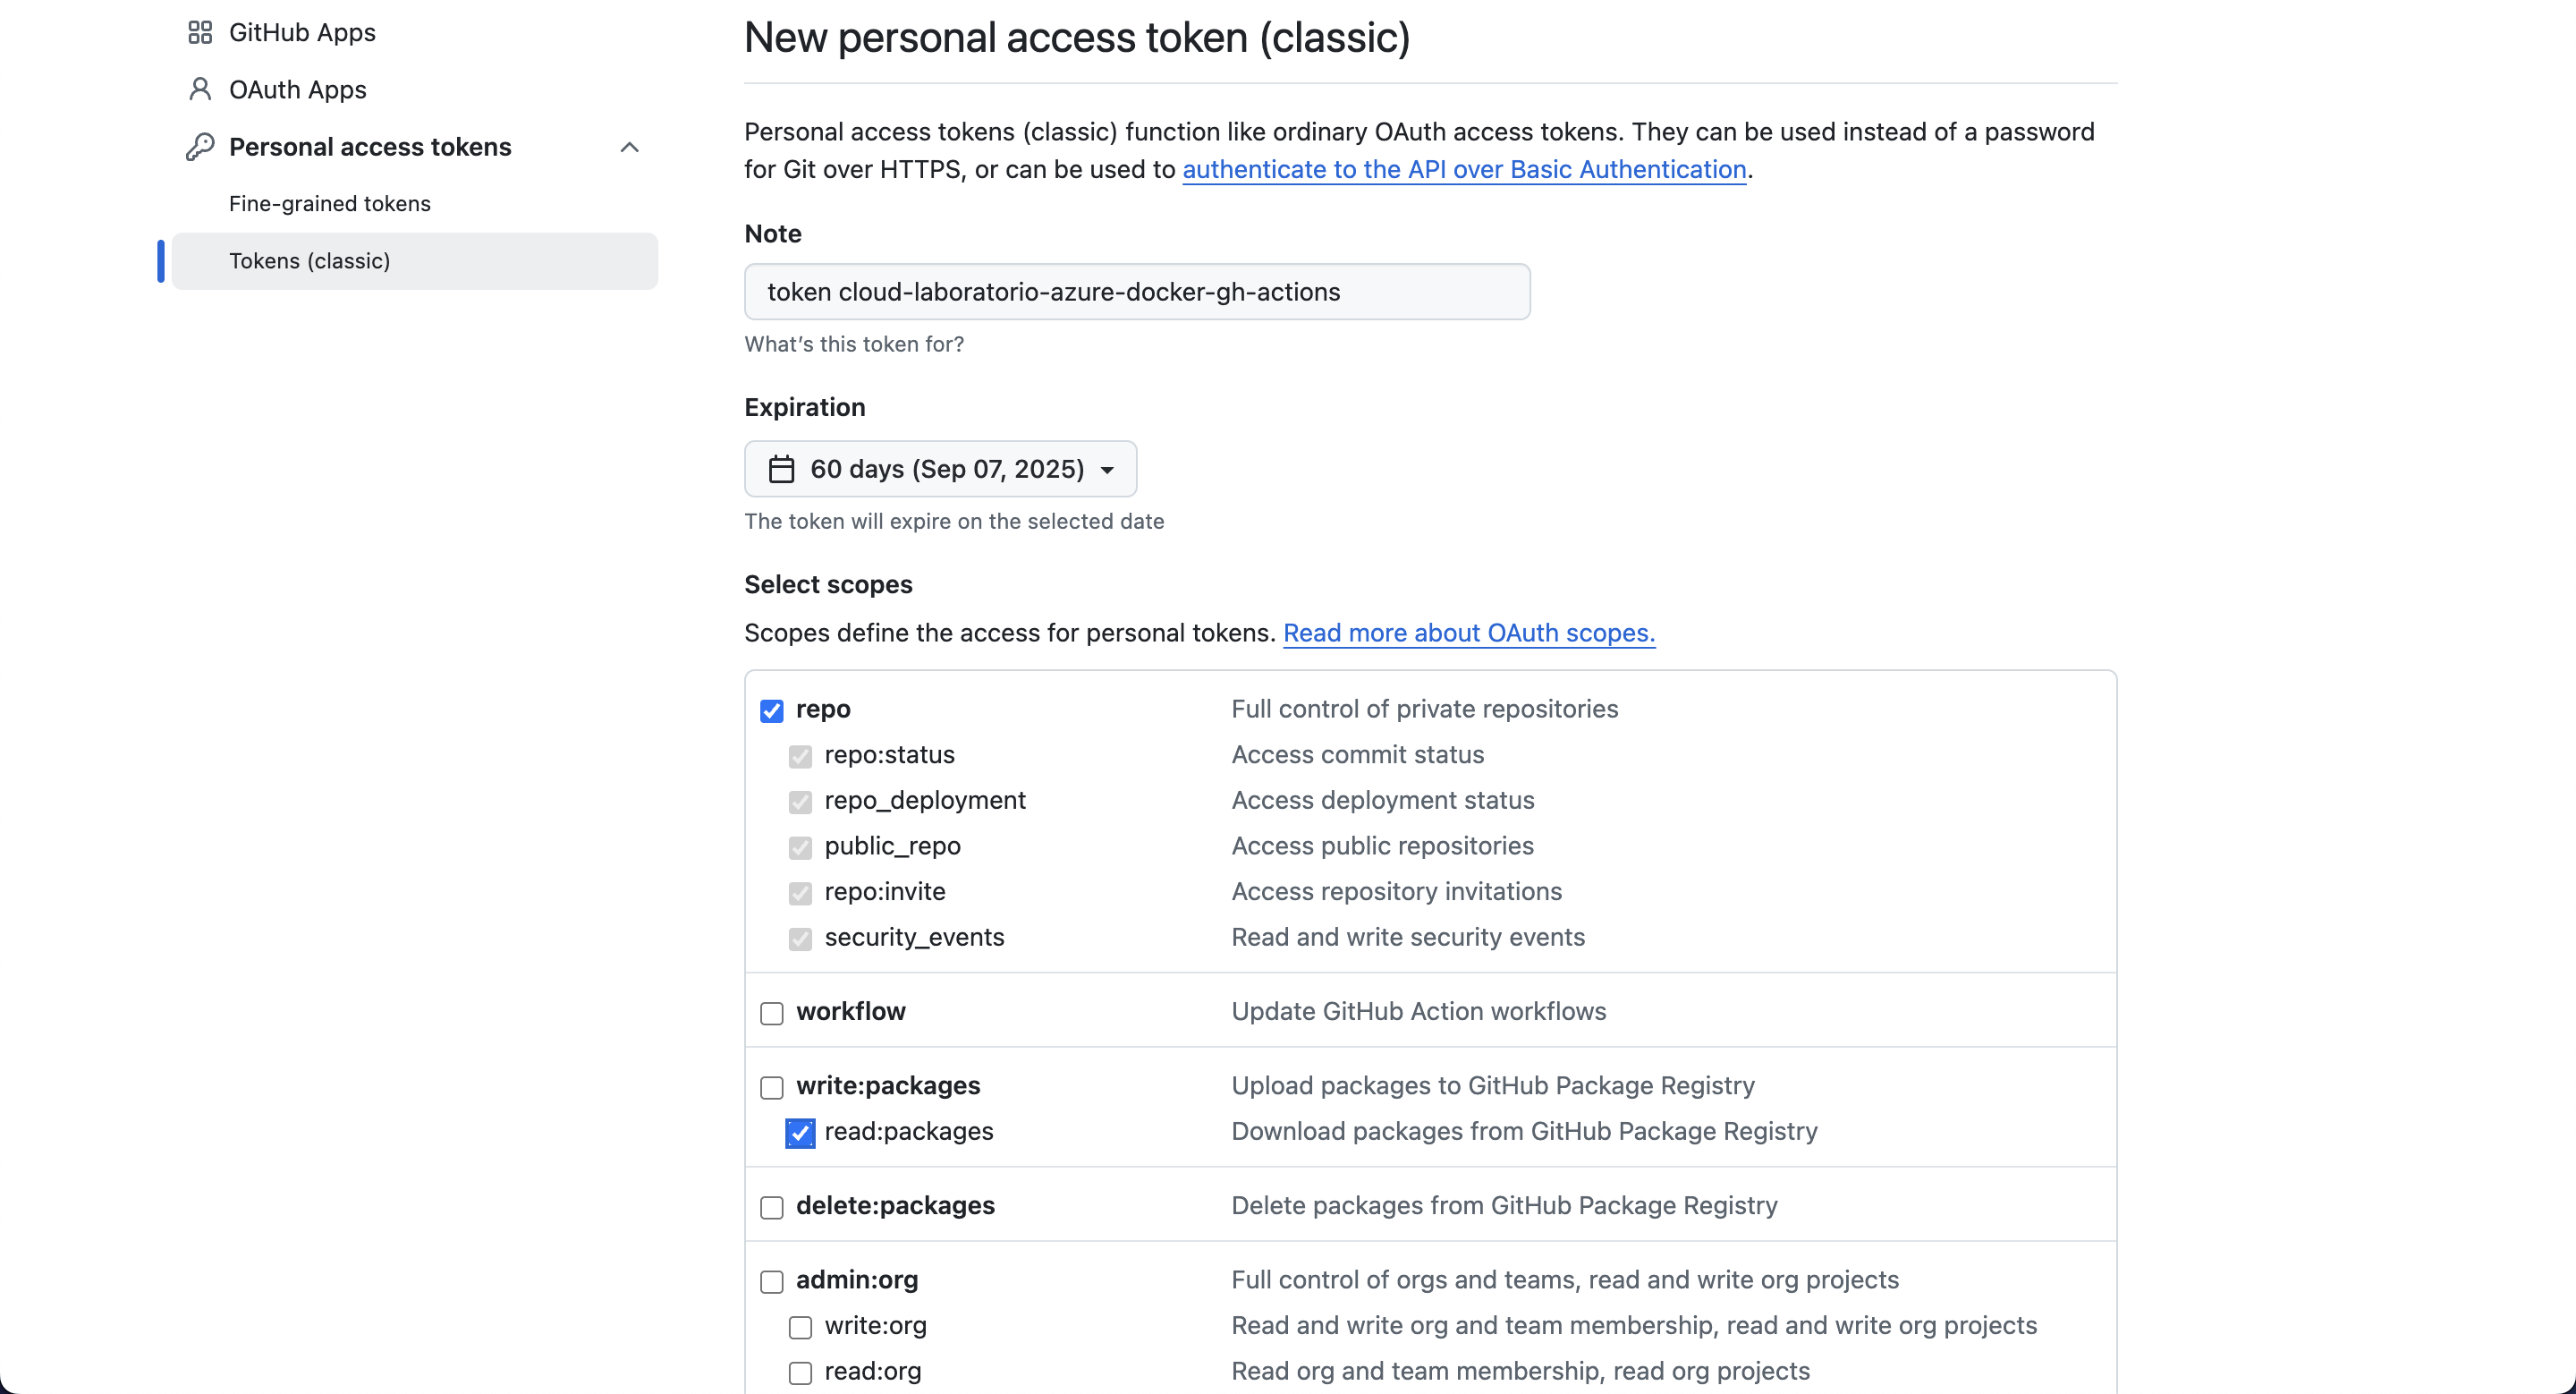 GitHub Apps
OAuth Apps
Personal access tokens
Fine-grained tokens
Tokens (classic)
New personal access token (classic)
Personal access tokens (classic) function like ordinary OAuth access tokens. They can be used instead of a password
for Git over HTTPS, or can be used to authenticate to the API over Basic Authentication.
Note
token cloud-laboratorio-azure-docker-gh-actions
What's this token for?
Expiration
60 days (Sep 07, 2025)
The token will expire on the selected date
Select scopes
Scopes define the access for personal tokens. Read more about OAuth scopes.
repo Full control of private repositories
repo:status Access commit status
repo_deployment Access deployment status
public_repo Access public repositories
repo:invite Access repository invitations
security_events Read and write security events
workflow Update GitHub Action workflows
write:packages Upload packages to GitHub Package Registry
read:packages Download packages from GitHub Package Registry
delete:packages Delete packages from GitHub Package Registry
admin:org Full control of orgs and teams, read and write org projects
write:org Read and write org and team membership, read and write org projects
read:org Read org and team membership, read org projects